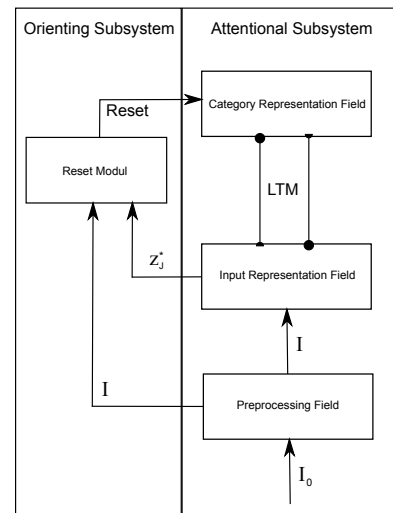 Orienting Subsystem
Attentional Subsystem
Category Representation Field
Reset
Reset Modul
LTM
z*J
Input Representation Field
I
I
Preprocessing Field
I0